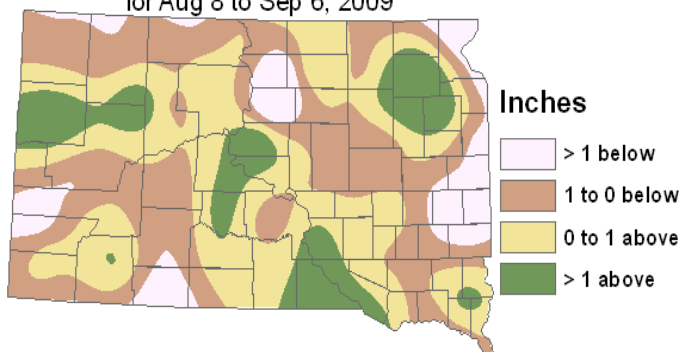 for Aug 8 to Sep 6, 2009
Inches
> 1 below
1 to 0 below
0 to 1 above
> 1 above